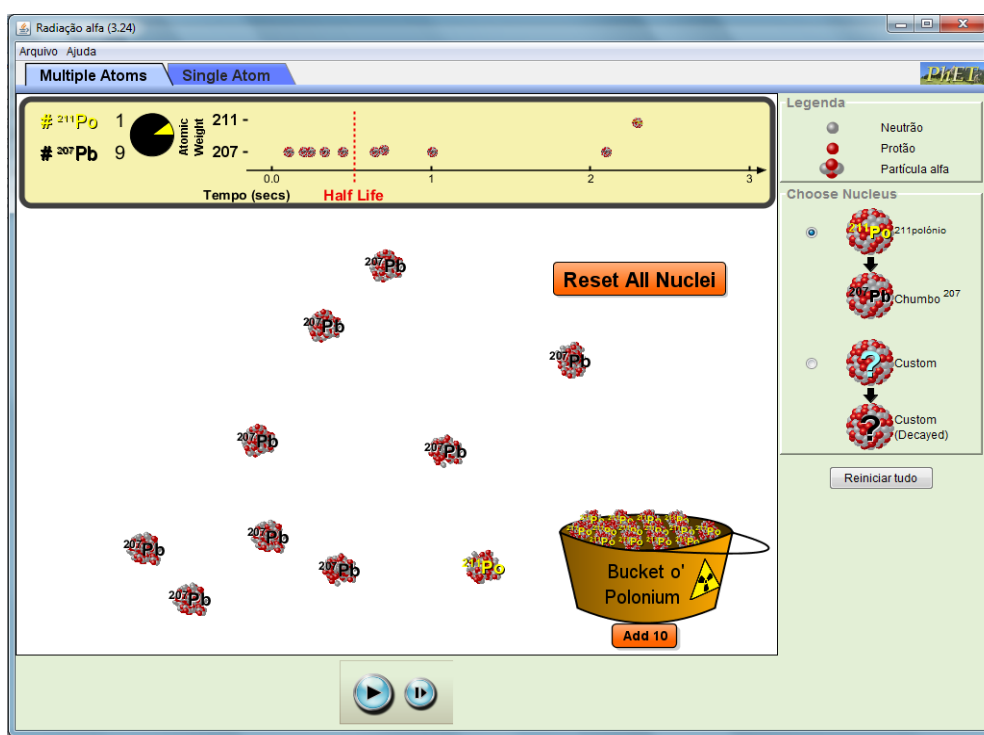 Radiação alfa (3.24)
Arquivo Ajuda
Multiple Atoms Single Atom
PhET
# ²¹¹Po 1
# ²⁰⁷Pb 9
Atomic
Weight
211 -
207 -
0.0 1 2 3
Tempo (secs) Half Life
Legenda
Neutrão
Protão
Partícula alfa
Choose Nucleus
²¹¹Po 211polónio
²⁰⁷Pb Chumbo ²⁰⁷
? Custom
? Custom
(Decayed)
Reiniciar tudo
Reset All Nuclei
²⁰⁷Pb
²⁰⁷Pb
²⁰⁷Pb
²⁰⁷Pb
²⁰⁷Pb
²⁰⁷Pb
²⁰⁷Pb
²⁰⁷Pb
²¹¹Po
²⁰⁷Pb
Bucket o'
Polonium
Add 10